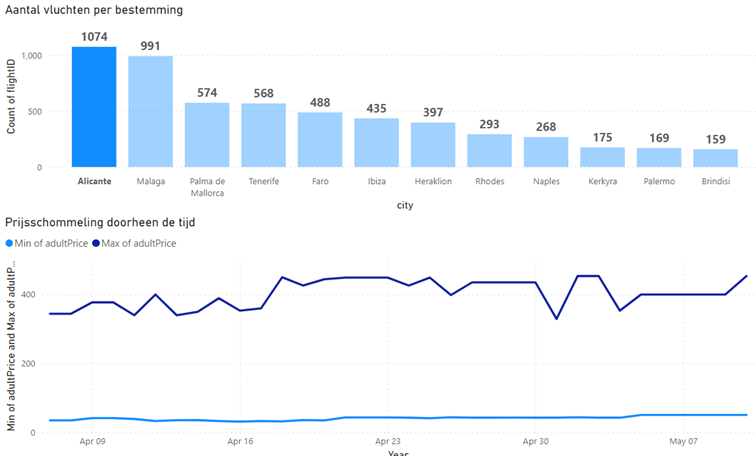 Aantal vluchten per bestemming
Count of flightID
1,000
500
0
1074
991
574
568
488
435
397
293
268
175
169
159
Alicante
Malaga
Palma de
Mallorca
Tenerife
Faro
Ibiza
Heraklion
Rhodes
Naples
Kerkyra
Palermo
Brindisi
city
Prijsschommeling doorheen de tijd
Min of adultPrice
Max of adultPrice
Min of adultPrice and Max of adultP...
400
200
0
Apr 09
Apr 16
Apr 23
Apr 30
May 07
Year